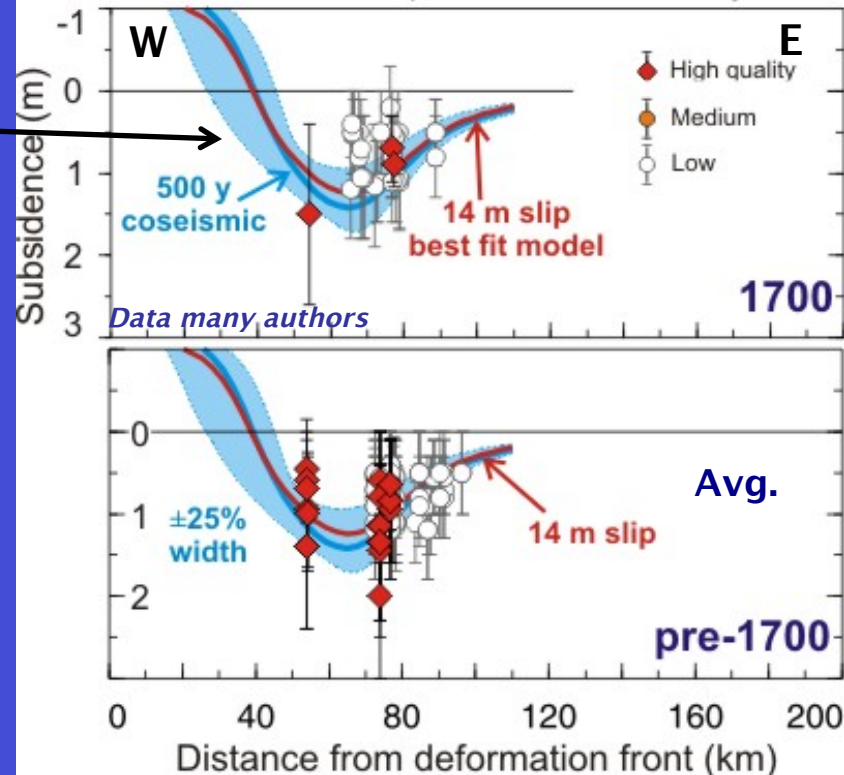 -1
W
E
0
High quality
Medium
Low
1
500 y
coseismic
14 m slip
best fit model
2
1700
3
Data many authors
Subsidence (m)
0
Avg.
1
±25%
width
14 m slip
2
pre-1700
0 40 80 120 160 200
Distance from deformation front (km)